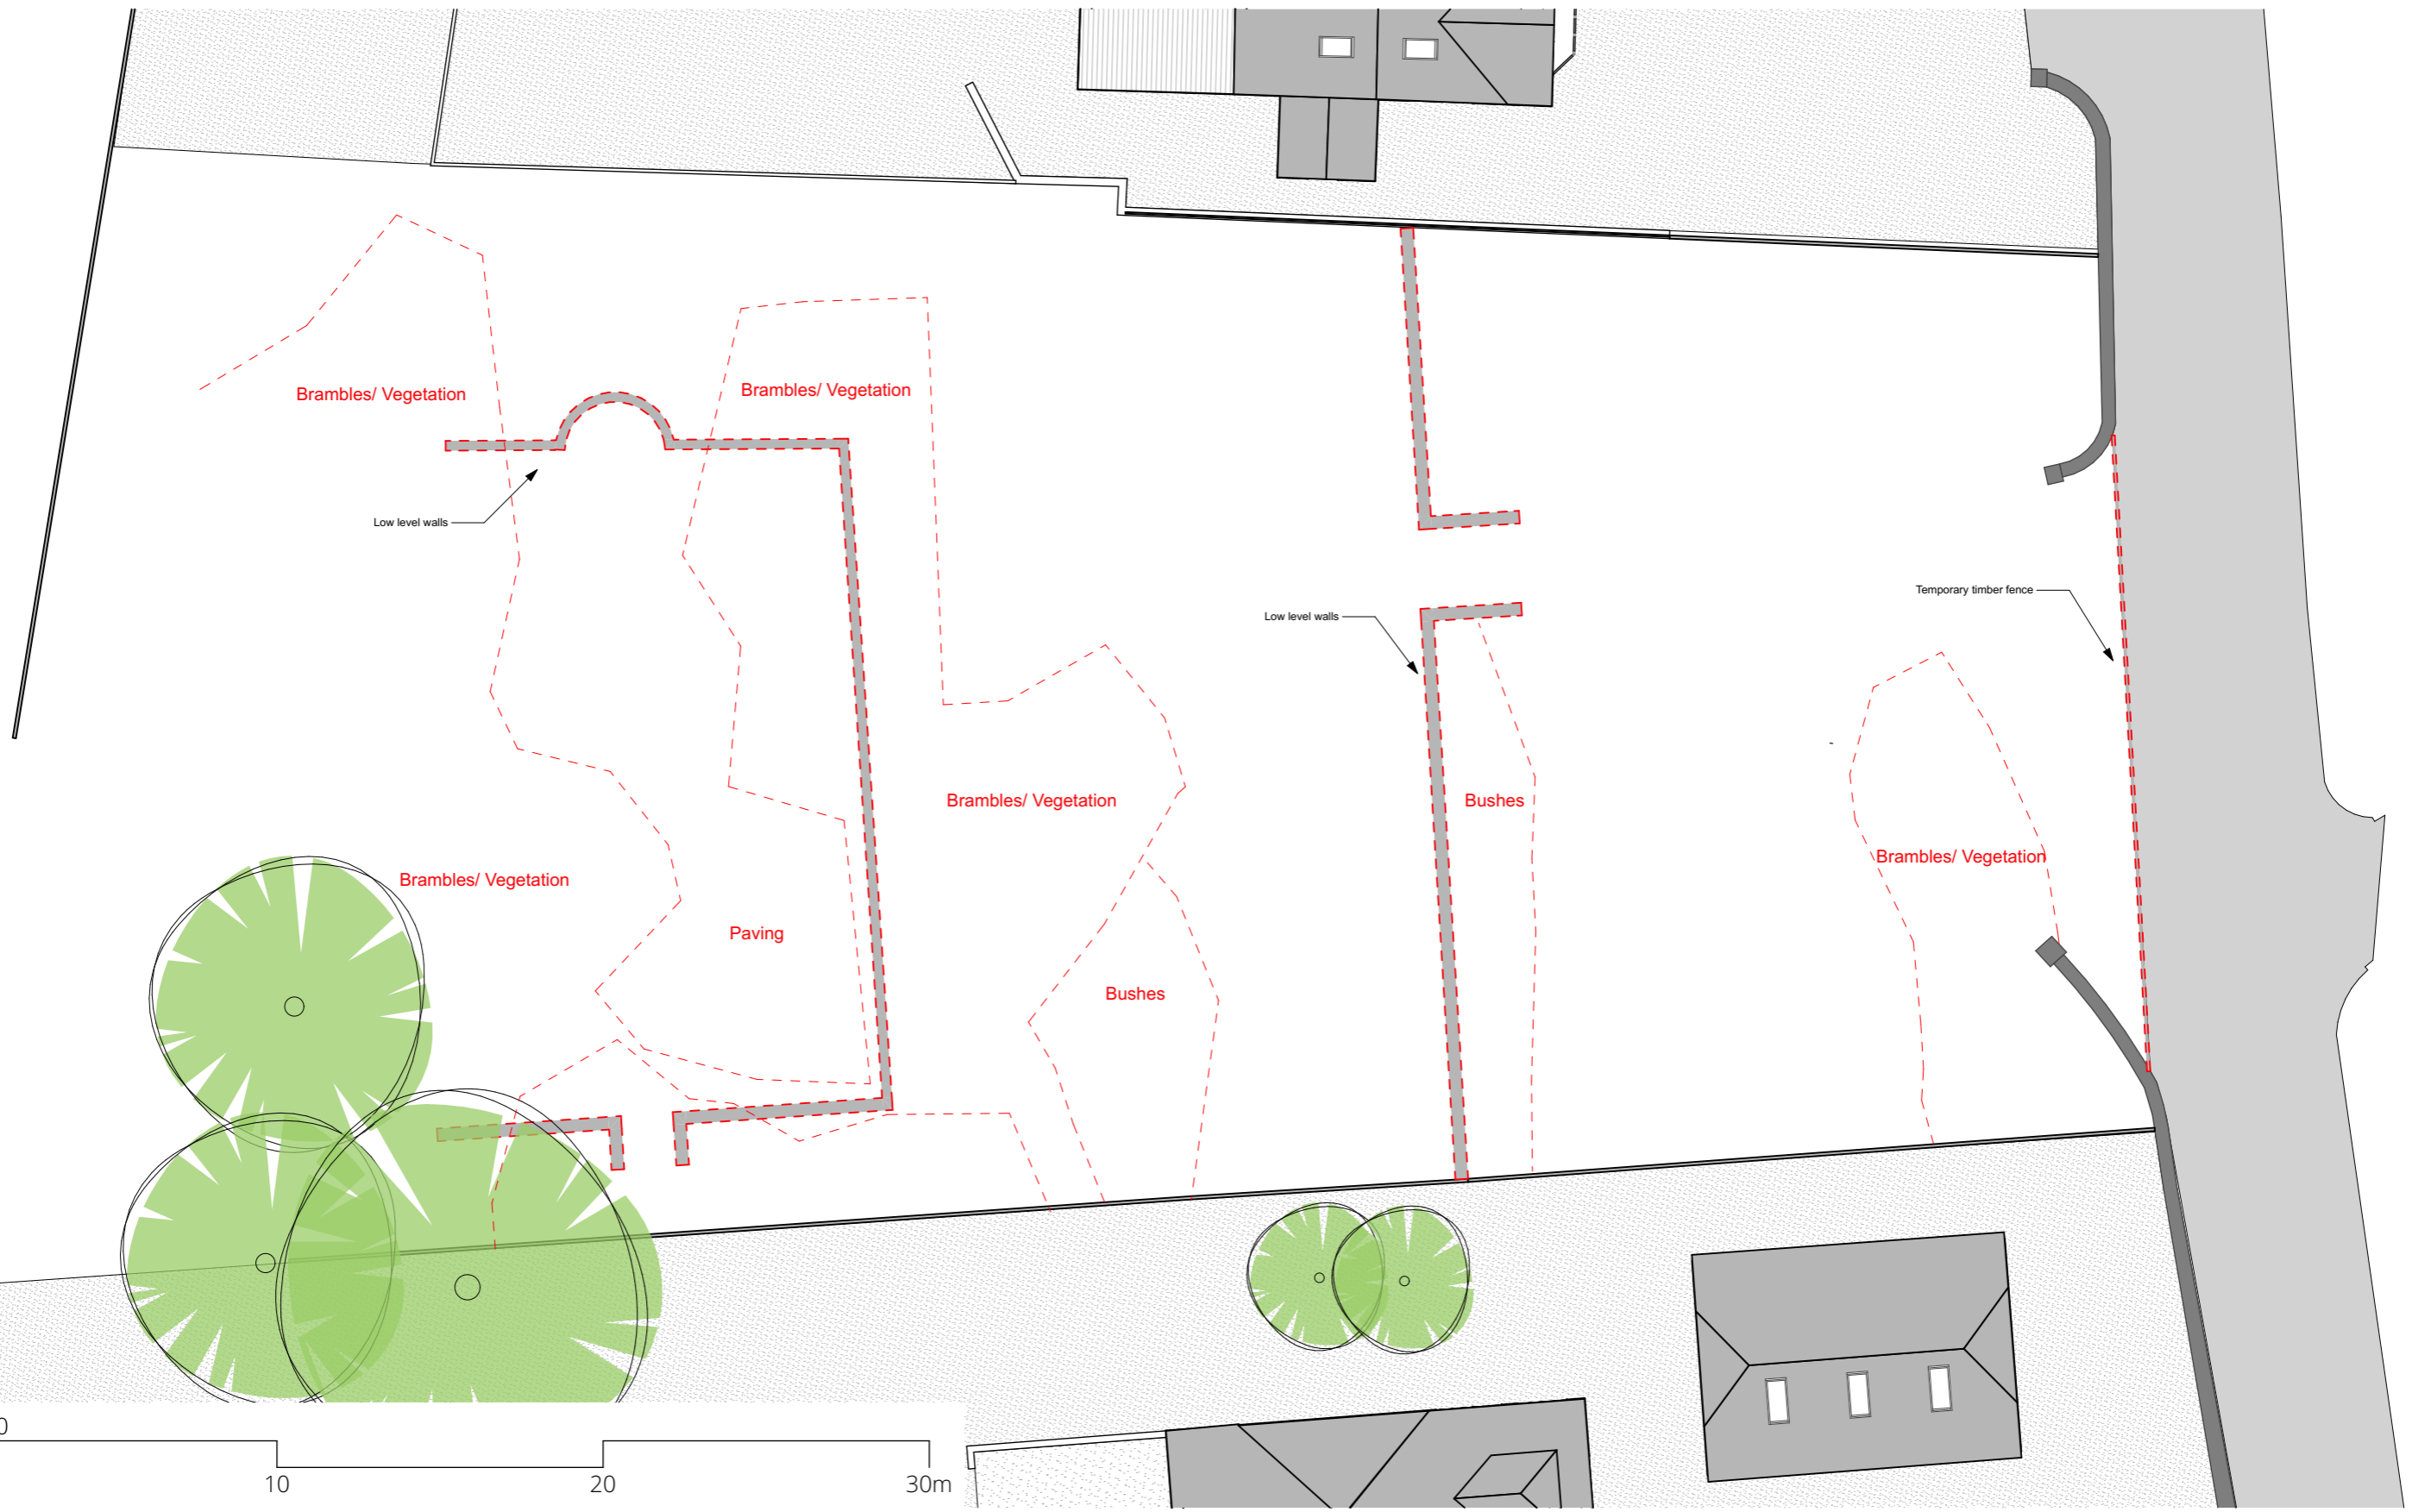 Brambles/ Vegetation
Brambles/ Vegetation
Low level walls
Temporary timber fence
Low level walls
Brambles/ Vegetation
Bushes
Brambles/ Vegetation
Brambles/ Vegetation
Paving
Bushes
0
10
20
30m